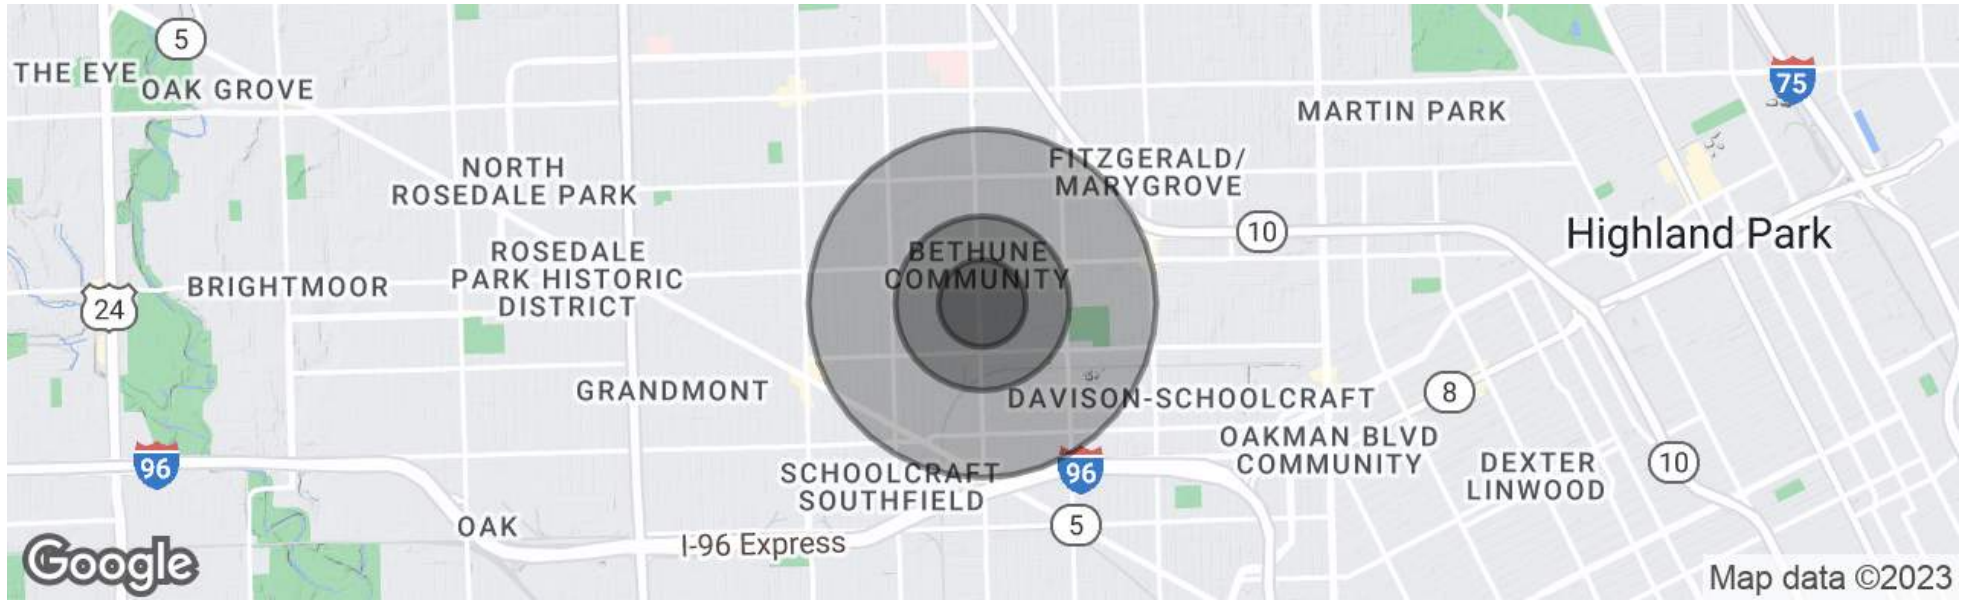 5
THE EYE
OAK GROVE
75
MARTIN PARK
NORTH
ROSEDALE PARK
FITZGERALD/
MARYGROVE
10
Highland Park
ROSEDALE
PARK HISTORIC
DISTRICT
BETHUNE
COMMUNITY
BRIGHTMOOR
24
GRANDMONT
DAVISON-SCHOOLCRAFT
8
OAKMAN BLVD
COMMUNITY
DEXTER
LINWOOD
10
96
SCHOOLCRAFT
SOUTHFIELD
96
OAK
5
I-96 Express
Google
Map data ©2023